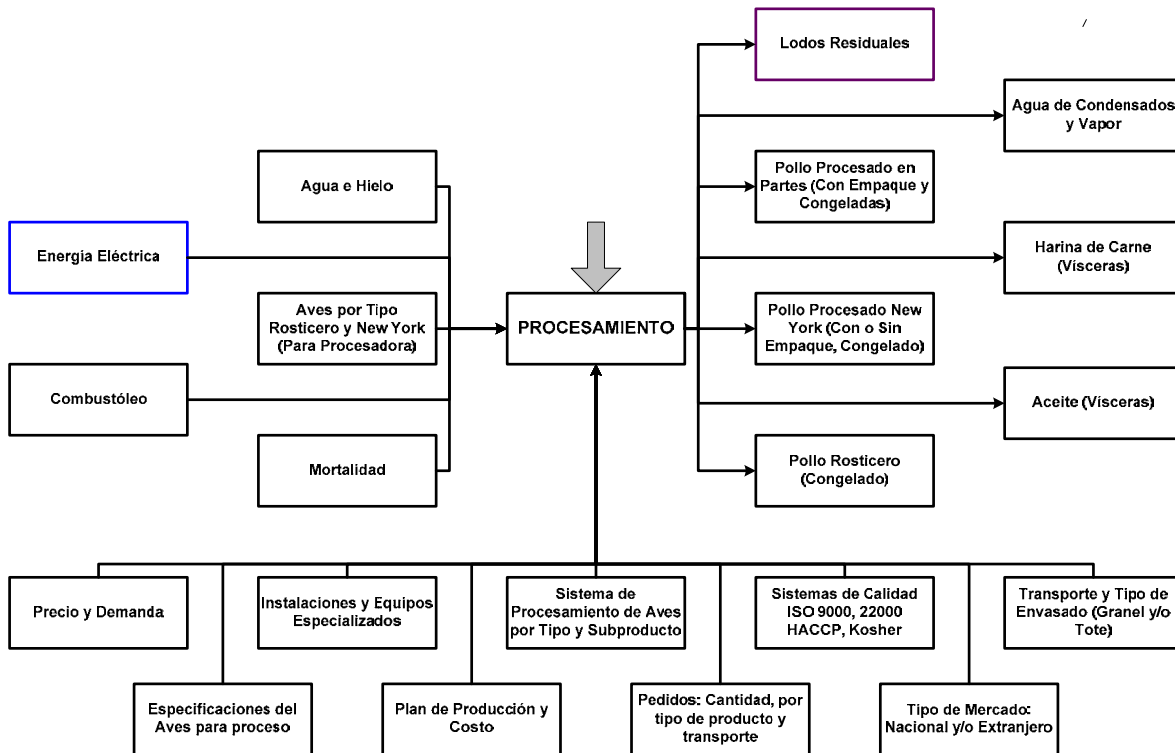 Lodos Residuales
Agua de Condensados
y Vapor
Agua e Hielo
Pollo Procesado en
Partes (Con Empaque y
Congeladas)
Energía Eléctrica
Harina de Carne
(Vísceras)
Aves por Tipo
Rosticero y New York
(Para Procesadora)
PROCESAMIENTO
Pollo Procesado New
York (Con o Sin
Empaque, Congelado)
Combustóleo
Aceite (Vísceras)
Mortalidad
Pollo Rosticero
(Congelado)
Precio y Demanda
Instalaciones y Equipos
Especializados
Sistema de
Procesamiento de Aves
por Tipo y Subproducto
Sistemas de Calidad
ISO 9000, 22000
HACCP, Kosher
Transporte y Tipo de
Envasado (Granel y/o
Tote)
Especificaciones del
Aves para proceso
Plan de Producción y
Costo
Pedidos: Cantidad, por
tipo de producto y
transporte
Tipo de Mercado:
Nacional y/o Extranjero